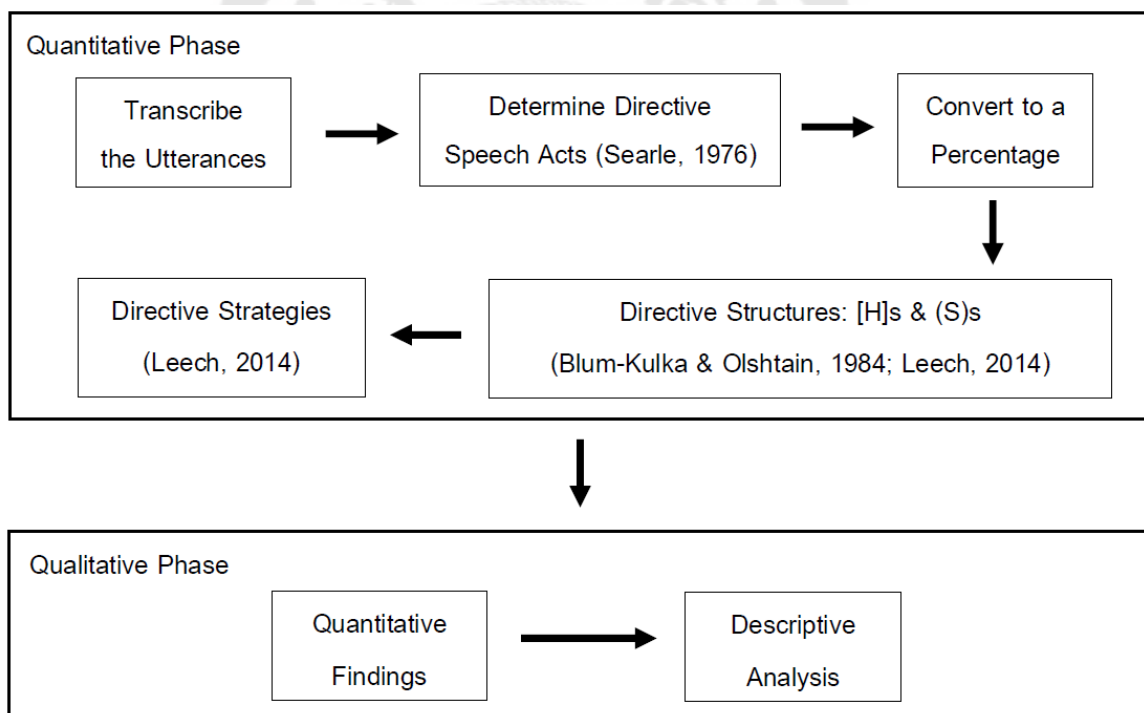 Quantitative Phase
Transcribe
the Utterances
Determine Directive
Speech Acts (Searle, 1976)
Convert to a
Percentage
Directive Strategies
(Leech, 2014)
Directive Structures: [H]s & (S)s
(Blum-Kulka & Olshtain, 1984; Leech, 2014)
Qualitative Phase
Quantitative
Findings
Descriptive
Analysis